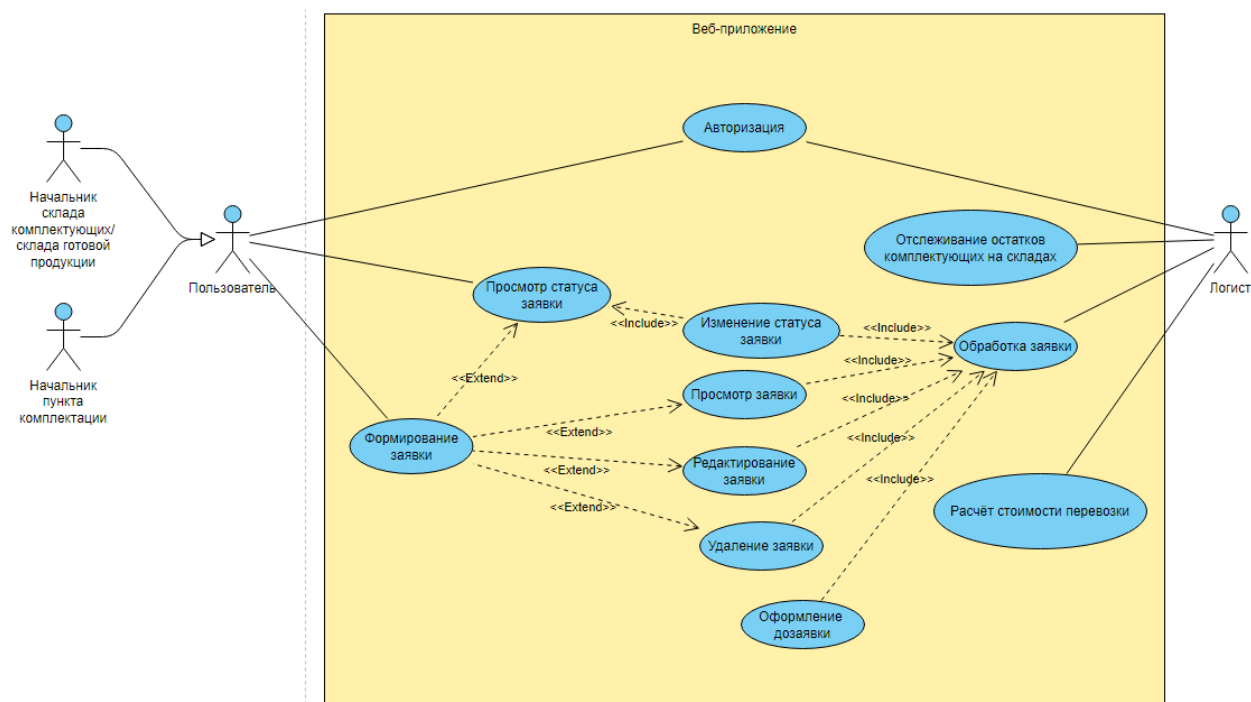 Веб-приложение
Авторизация
Начальник
склада
комплектующих/
склада готовой
продукции
Пользователь
Отслеживание остатков
комплектующих на складах
Логист
Просмотр статуса
заявки
<<Include>>
Изменение статуса
заявки
<<Include>>
Обработка заявки
<<Extend>>
Просмотр заявки
<<Include>>
Начальник
пункта
комплектации
Формирование
заявки
<<Extend>>
<<Include>>
Редактирование
заявки
<<Extend>>
<<Include>>
<<Extend>>
Расчёт стоимости перевозки
Удаление заявки
Оформление
дозаявки